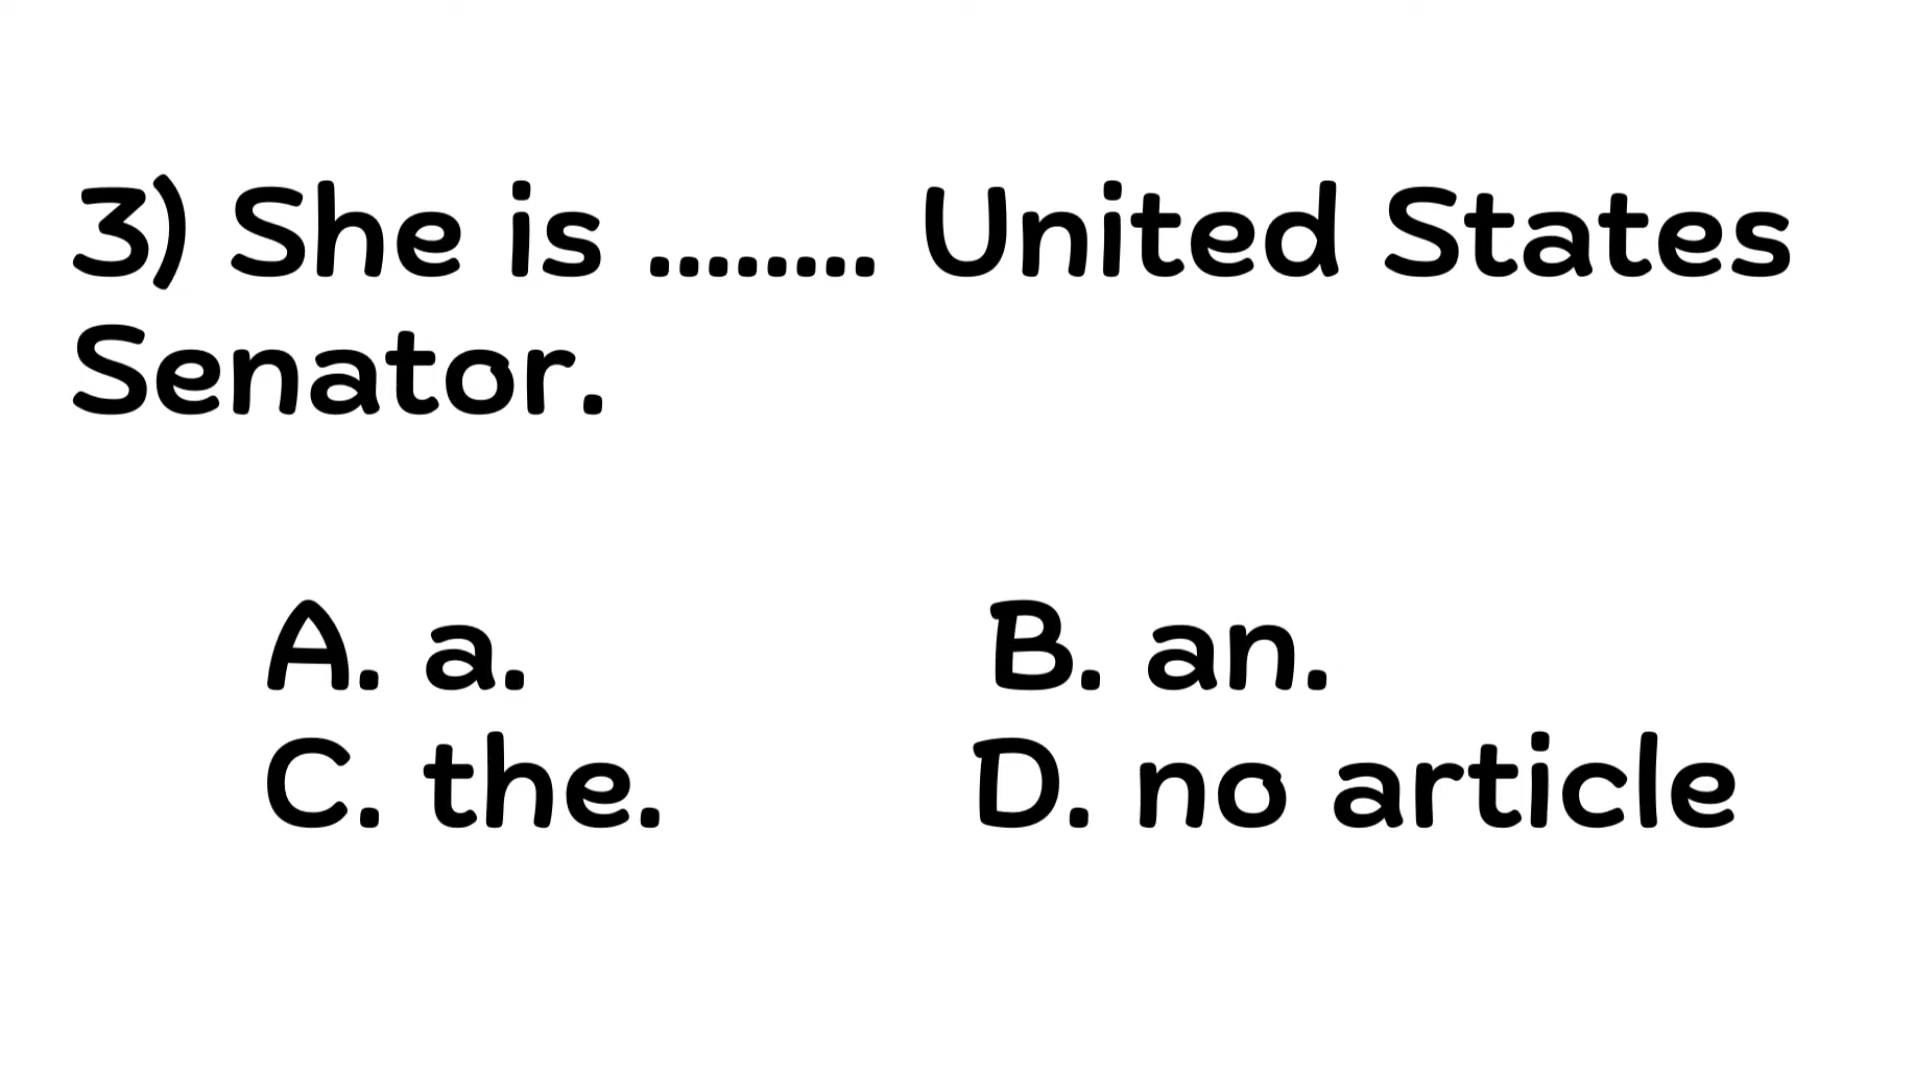 3) She is ........ United States
Senator.
A. a. B. an.
C. the. D. no article